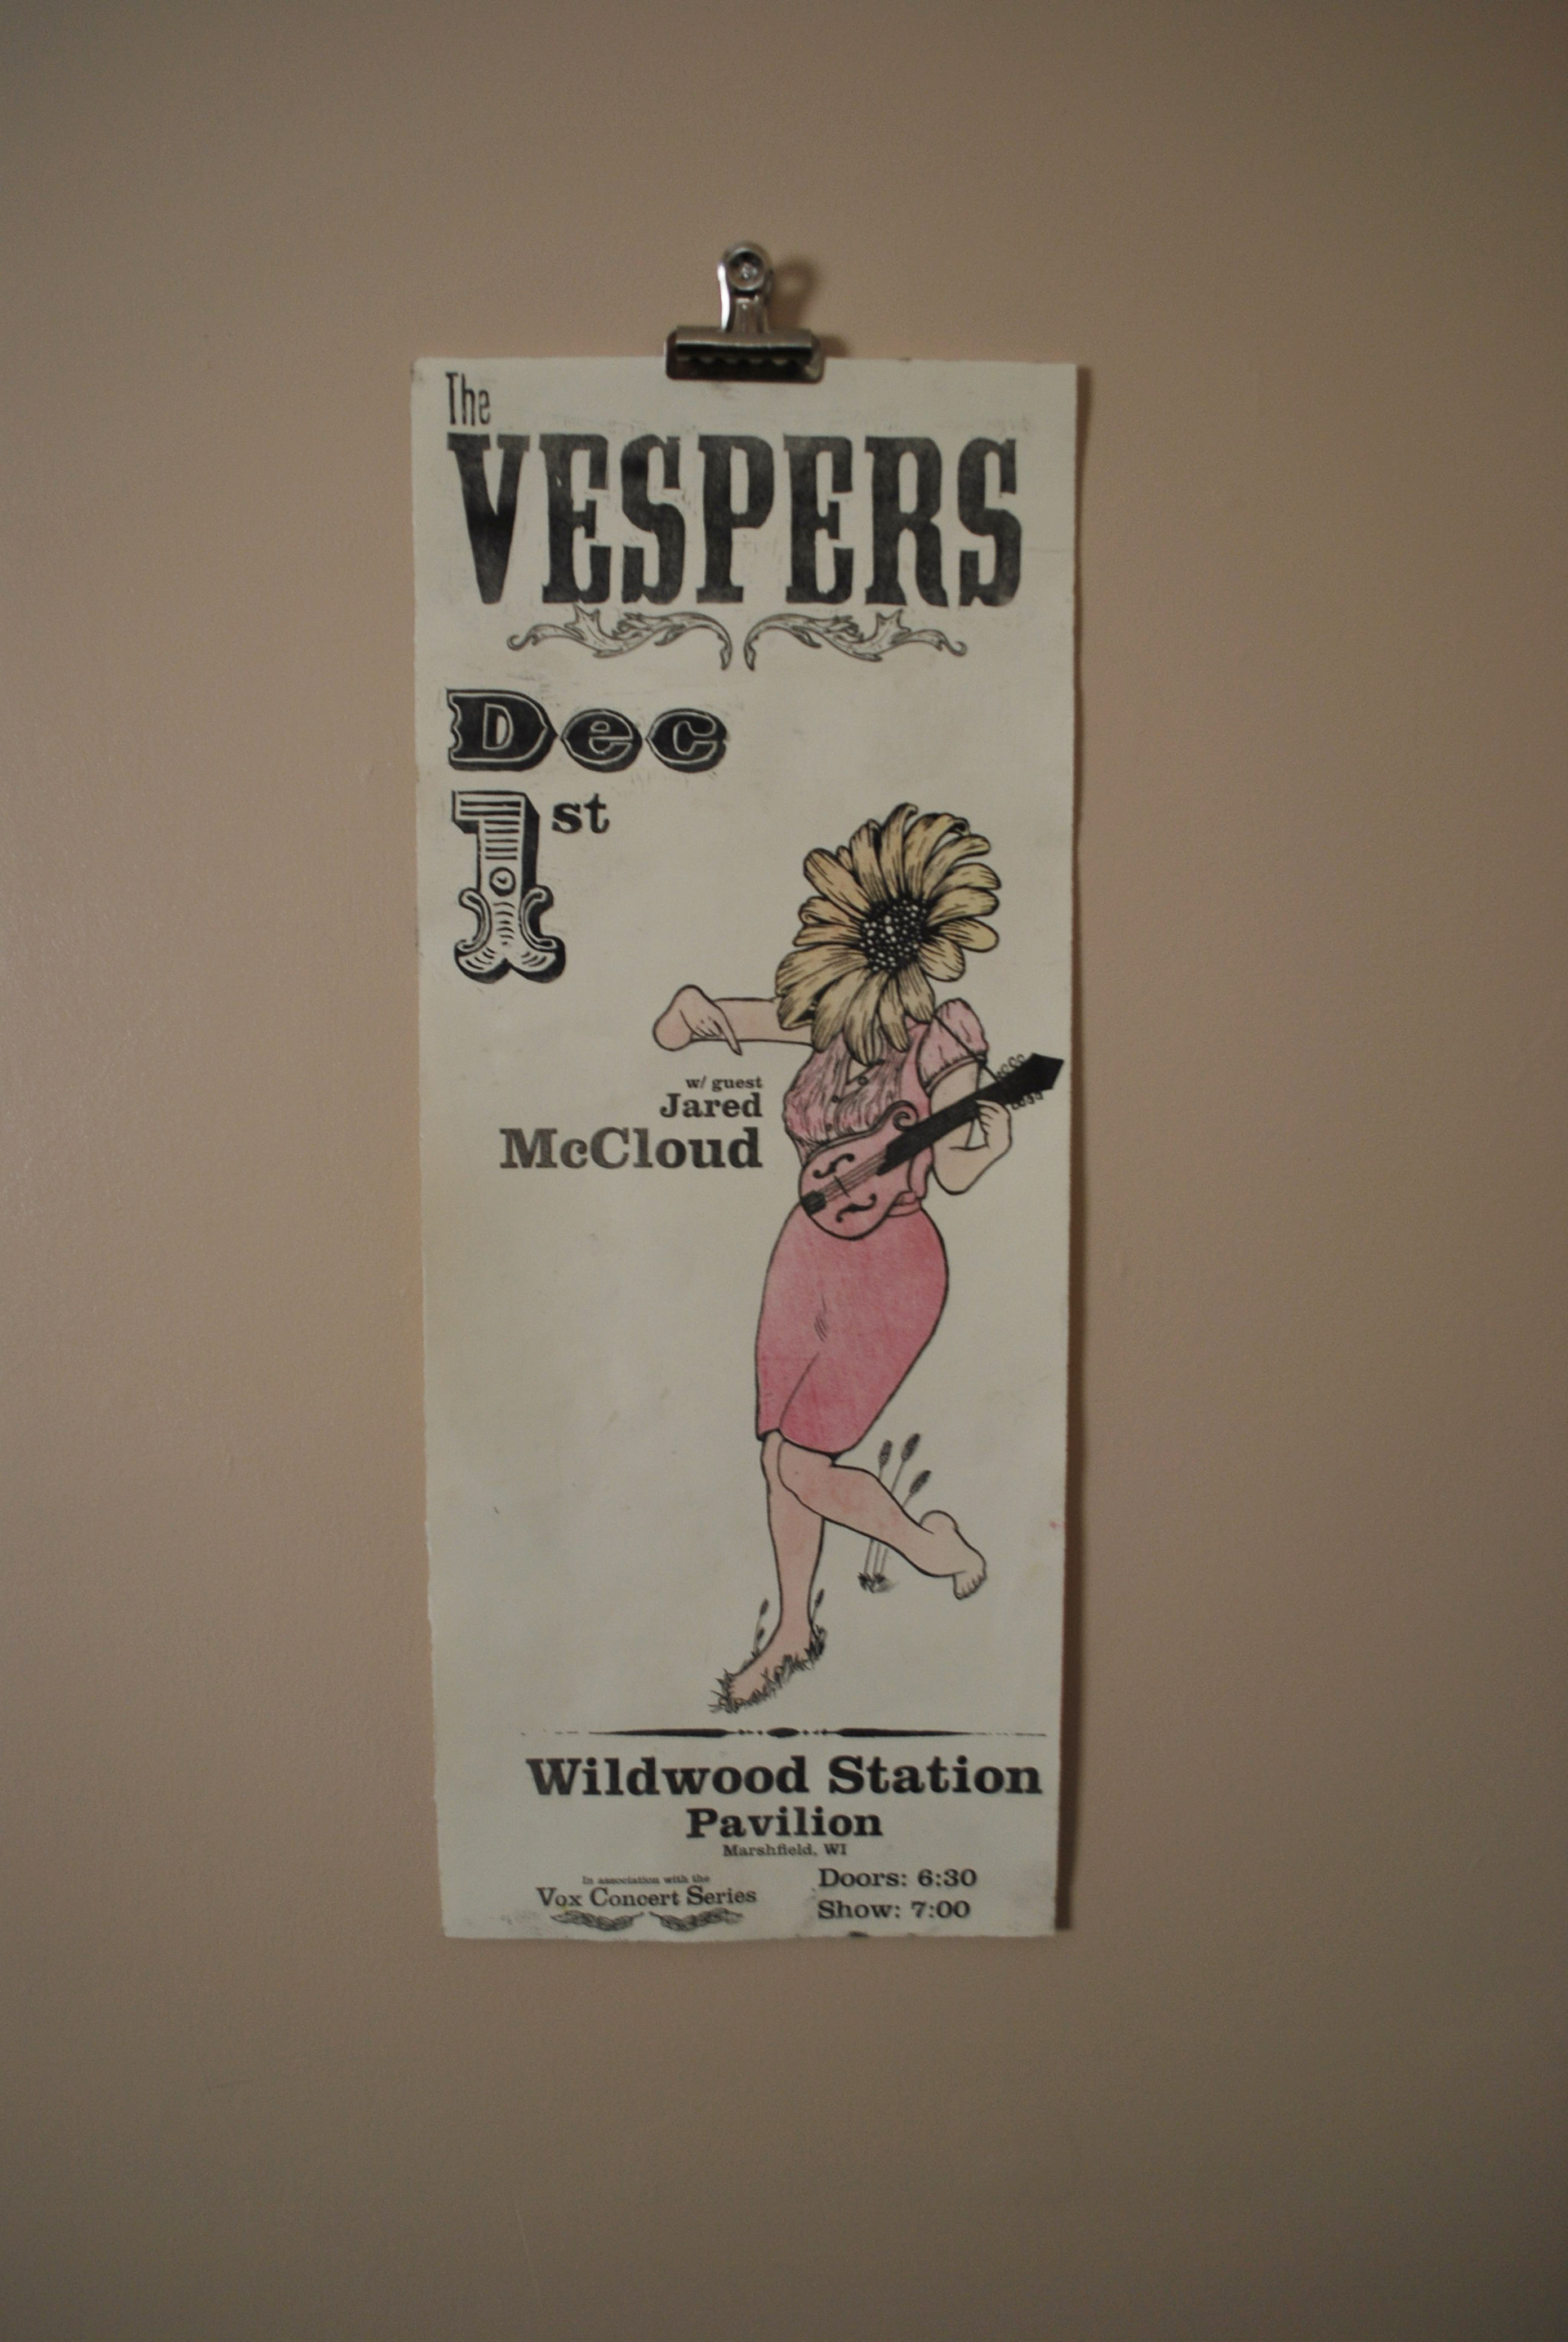 The
VESPERS
Dec
1st
w/ guest
Jared
McCloud
Wildwood Station
Pavilion
Marshfield, WI
In association with the
Vox Concert Series
Doors: 6:30
Show: 7:00